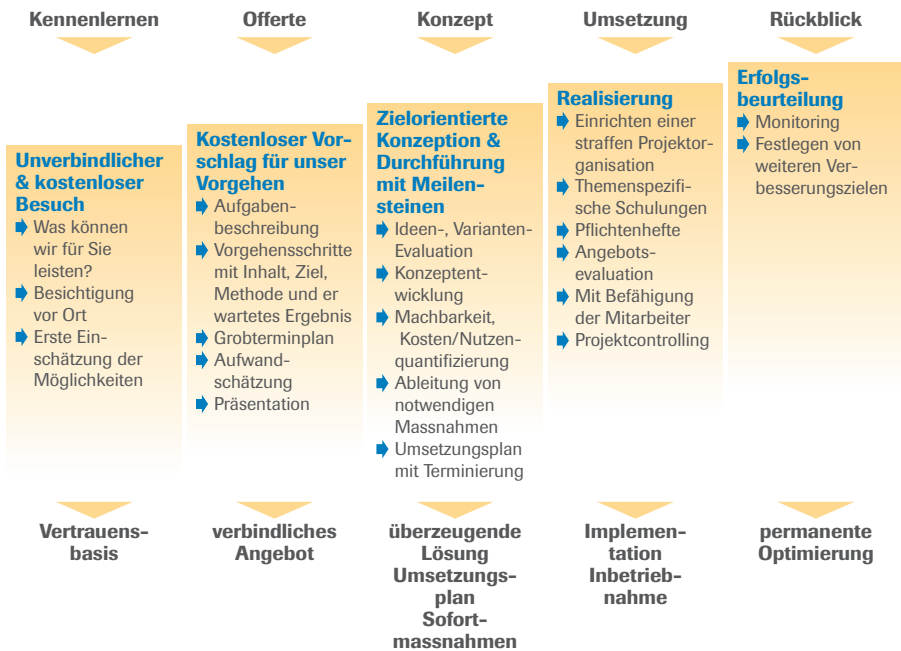 Kennenlernen
Unverbindlicher
& kostenloser
Besuch
Was können
wir für Sie
leisten?
Besichtigung
vor Ort
Erste Ein-
schätzung der
Möglichkeiten
Vertrauens-
basis
Offerte
Kostenloser Vor-
schlag für unser
Vorgehen
Aufgaben-
beschreibung
Vorgehensschritte
mit Inhalt, Ziel,
Methode und er
wartetes Ergebnis
Grobterminplan
Aufwand-
schätzung
Präsentation
verbindliches
Angebot
Konzept
Zielorientierte
Konzeption &
Durchführung
mit Meilen-
steinen
Ideen-, Varianten-
Evaluation
Konzeptent-
wicklung
Machbarkeit,
Kosten/Nutzen-
quantifizierung
Ableitung von
notwendigen
Massnahmen
Umsetzungsplan
mit Terminierung
überzeugende
Lösung
Umsetzungs-
plan
Sofort-
massnahmen
Umsetzung
Realisierung
Einrichten einer
straffen Projektor-
ganisation
Themenspezifi-
sche Schulungen
Pflichtenhefte
Angebots-
evaluation
Mit Befähigung
der Mitarbeiter
Projektcontrolling
Implemen-
tation
Inbetrieb-
nahme
Rückblick
Erfolgs-
beurteilung
Monitoring
Festlegen von
weiteren Ver-
besserungszielen
permanente
Optimierung